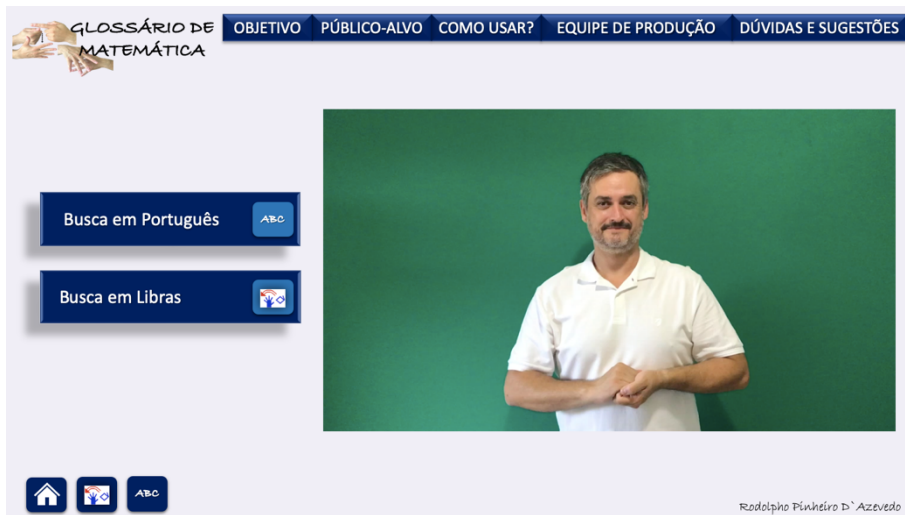 GLOSSÁRIO DE
MATEMÁTICA
OBJETIVO
PÚBLICO-ALVO
COMO USAR?
EQUIPE DE PRODUÇÃO
DÚVIDAS E SUGESTÕES
Busca em Português
ABC
Busca em Libras
ABC
Rodolpho Pinheiro D`Azevedo